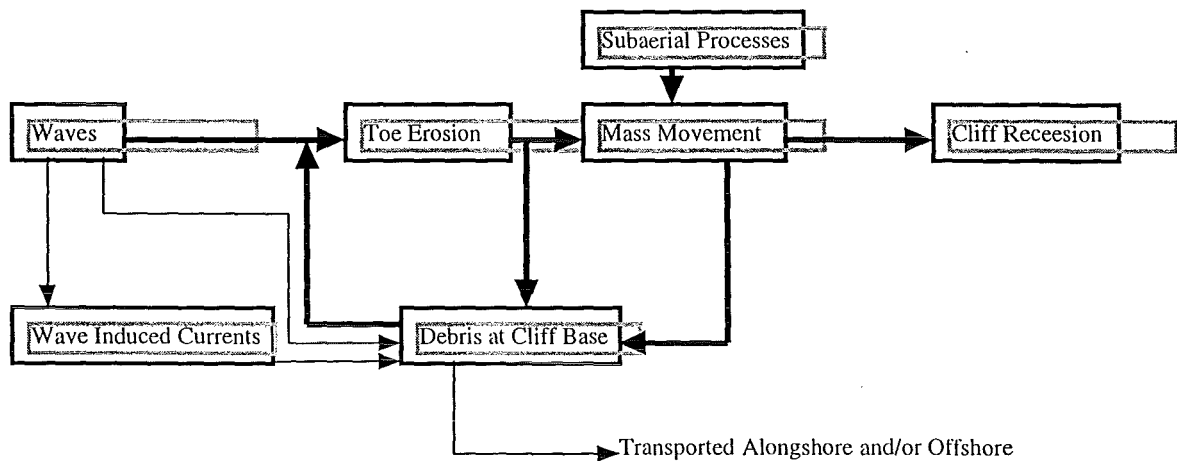 Subaerial Processes
Waves
Toe Erosion
Mass Movement
Cliff Receesion
Wave Induced Currents
Debris at Cliff Base
Transported Alongshore and/or Offshore